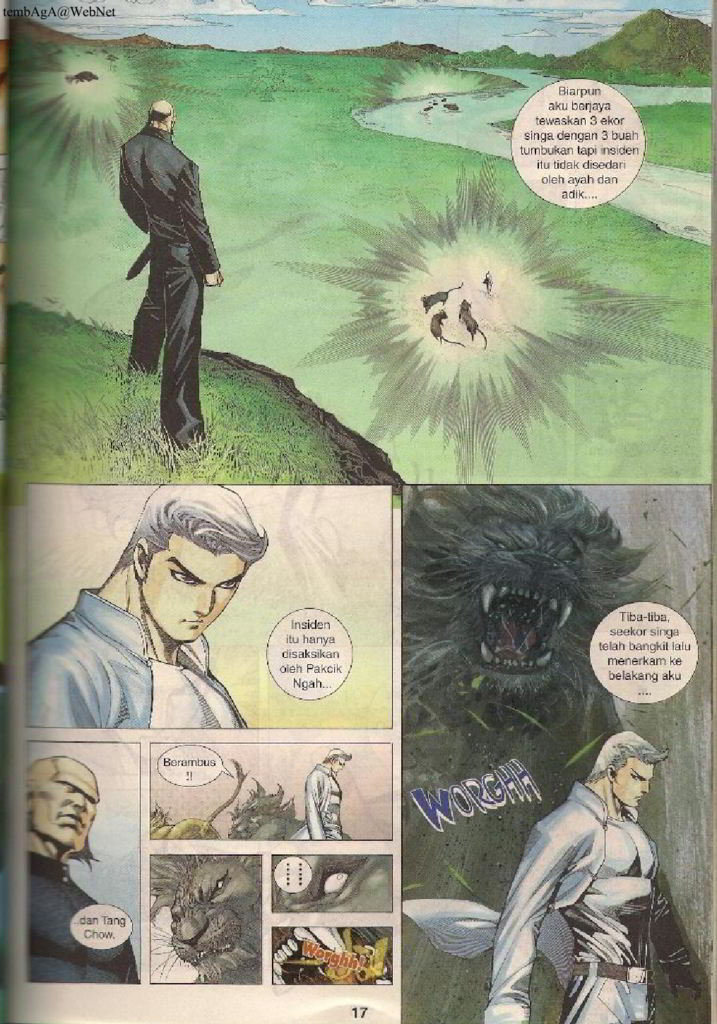 tembAgA@WebNet
Biarpun
aku berjaya
tewaskan 3 ekor
singa dengan 3 buah
tumbukan tapi insiden
itu tidak disedari
oleh ayah dan
adik....
Insiden
itu hanya
disaksikan
oleh Pakcik
Ngah...
..dan Tang
Chow.
Berambus
!!
Worghh!
Tiba-tiba,
seekor singa
telah bangkit lalu
menerkam ke
belakang aku
....
WORGHH
17